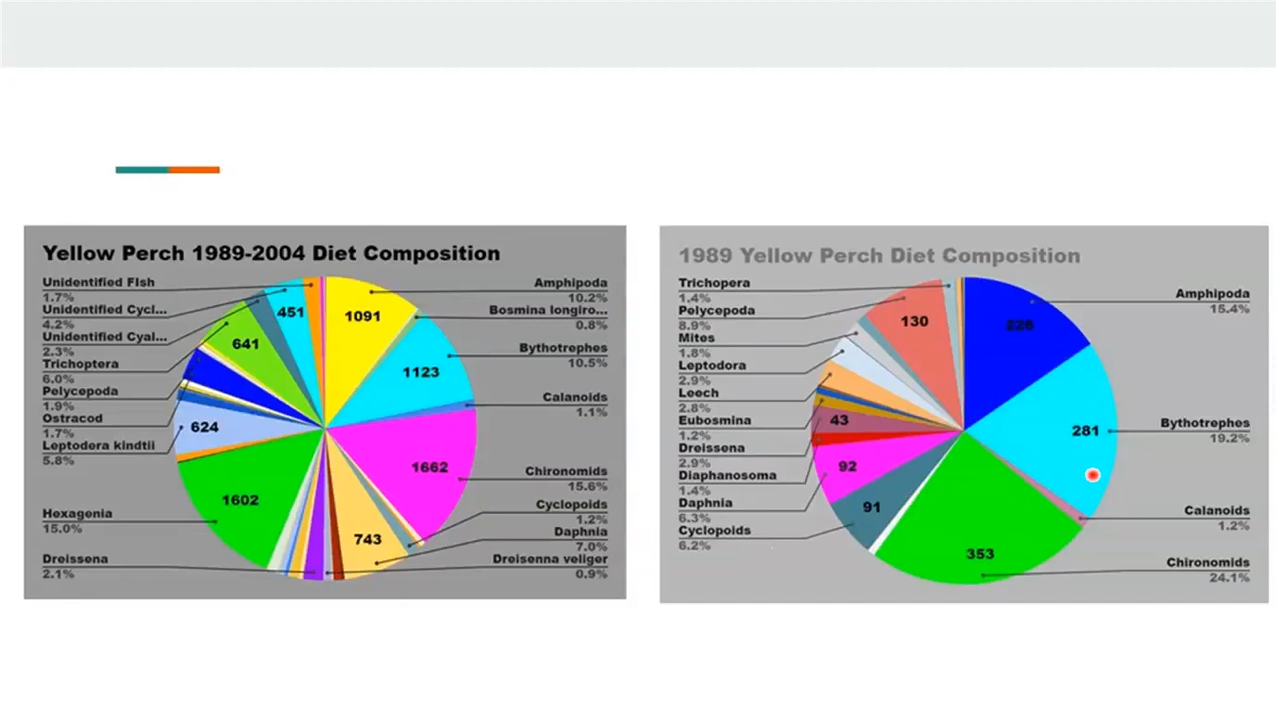 Yellow Perch 1989-2004 Diet Composition
Unidentified FIsh
1.7%
Unidentified Cycl...
4.2%
Unidentified Cyal...
2.3%
Trichoptera
6.0%
Pelycepoda
1.9%
Ostracod
1.7%
Leptodera kindtii
5.8%
Hexagenia
15.0%
Dreissena
2.1%
451
641
624
1602
1091
1123
1662
743
Amphipoda
10.2%
Bosmina longiro...
0.8%
Bythotrephes
10.5%
Calanoids
1.1%
Chironomids
15.6%
Cyclopoids
1.2%
Daphnia
7.0%
Dreisenna veliger
0.9%
1989 Yellow Perch Diet Composition
Trichopera
1.4%
Pelycepoda
8.9%
Mites
1.8%
Leptodora
2.9%
Leech
2.8%
Eubosmina
1.2%
Dreissena
2.9%
Diaphanosoma
1.4%
Daphnia
6.3%
Cyclopoids
6.2%
130
43
92
91
226
281
353
Amphipoda
15.4%
Bythotrephes
19.2%
Calanoids
1.2%
Chironomids
24.1%